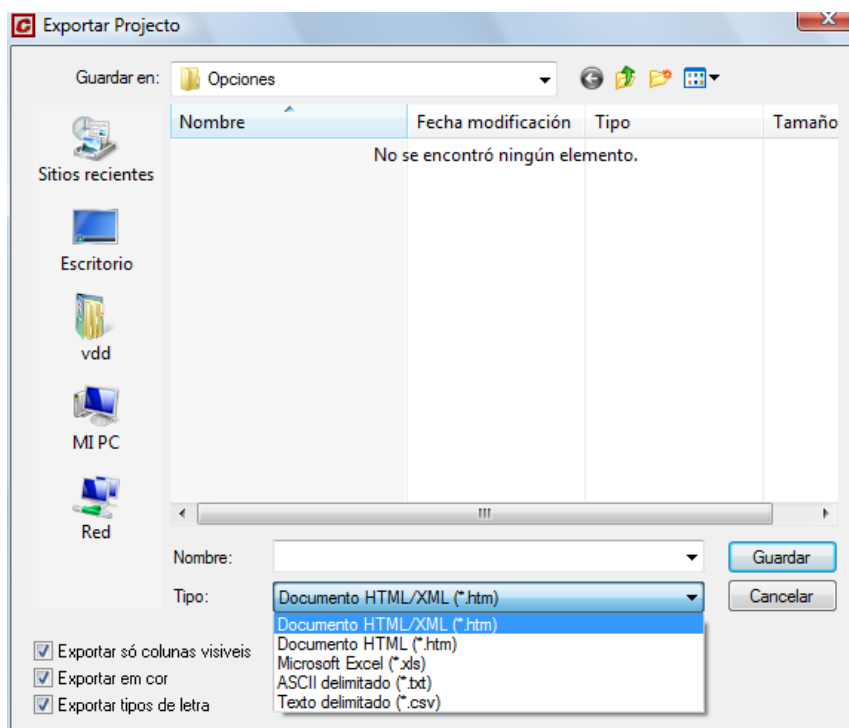 Exportar Projecto
Guardar en: Opciones
Nombre Fecha modificación Tipo Tamaño
No se encontró ningún elemento.
Sitios recientes
Escritorio
vdd
MI PC
Red
Nombre: Guardar
Tipo: Documento HTML/XML (*.htm) Cancelar
Documento HTML/XML (*.htm)
Documento HTML (*.htm)
Microsoft Excel (*.xls)
ASCII delimitado (*.txt)
Texto delimitado (*.csv)
Exportar só colunas visiveis
Exportar em cor
Exportar tipos de letra